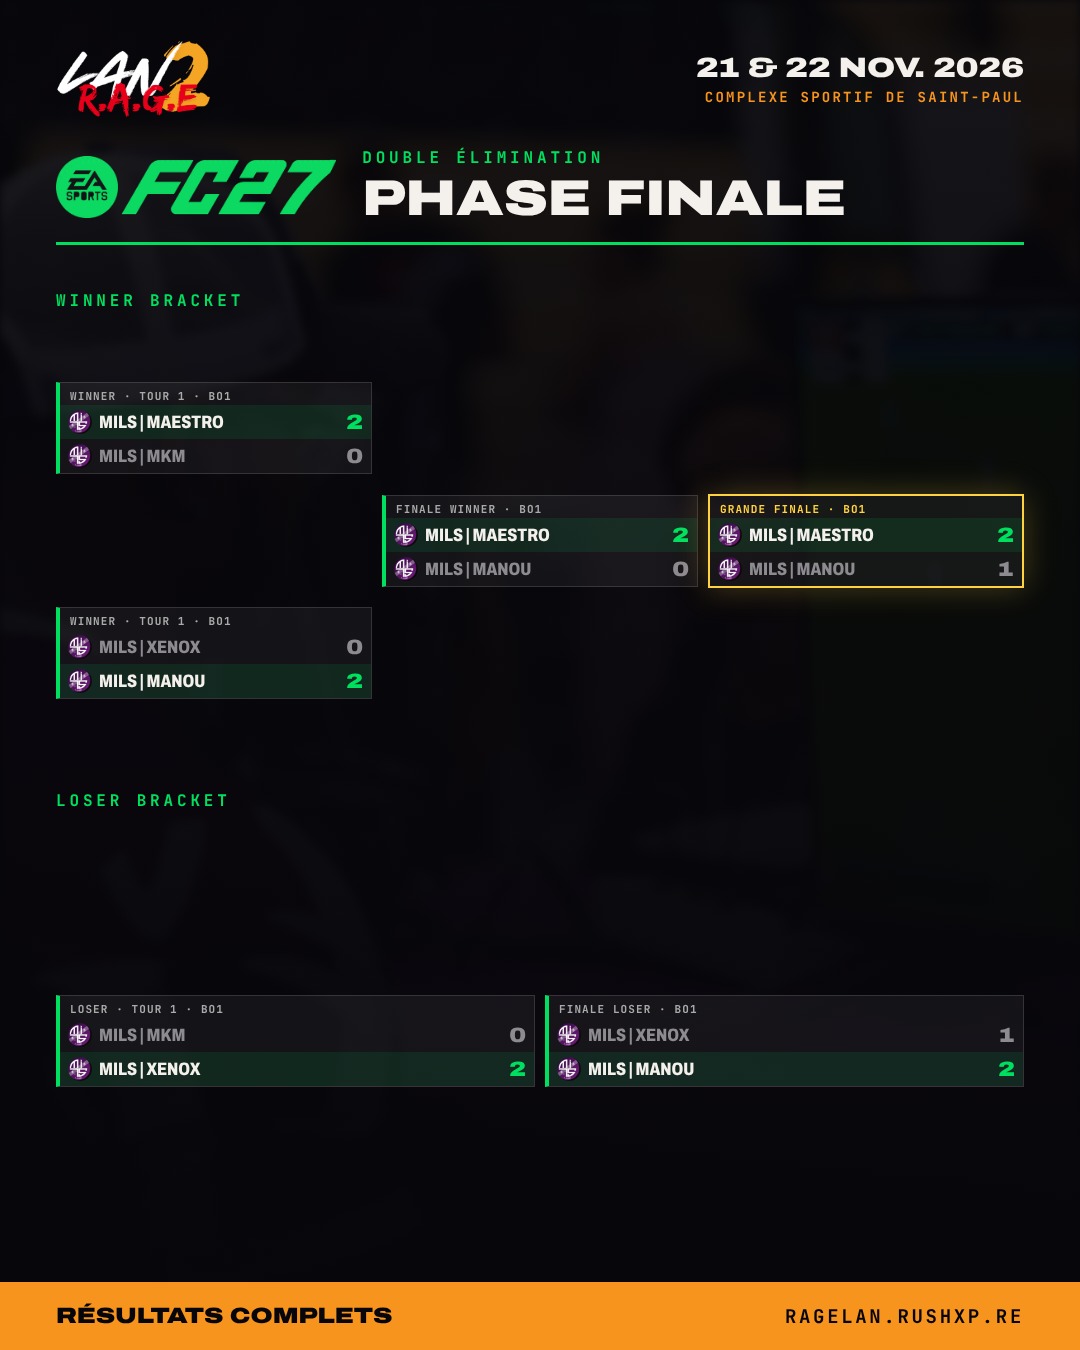 LAN 2
R.A.G.E
21 & 22 NOV. 2026
COMPLEXE SPORTIF DE SAINT-PAUL
EA SPORTS FC27
DOUBLE ÉLIMINATION
PHASE FINALE
WINNER BRACKET
WINNER · TOUR 1 · BO1
MILS|MAESTRO 2
MILS|MKM 0
FINALE WINNER · BO1
MILS|MAESTRO 2
MILS|MANOU 0
GRANDE FINALE · BO1
MILS|MAESTRO 2
MILS|MANOU 1
WINNER · TOUR 1 · BO1
MILS|XENOX 0
MILS|MANOU 2
LOSER BRACKET
LOSER · TOUR 1 · BO1
MILS|MKM 0
MILS|XENOX 2
FINALE LOSER · BO1
MILS|XENOX 1
MILS|MANOU 2
RÉSULTATS COMPLETS
RAGELAN.RUSHXP.RE